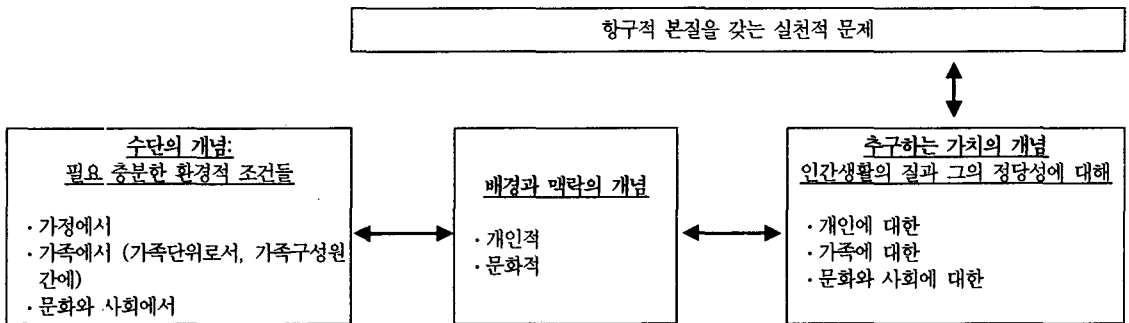 항구적 본질을 갖는 실천적 문제
수단의 개념:
필요 충분한 환경적 조건들
· 가정에서
· 가족에서 (가족단위로서, 가족구성원
간에)
· 문화와 사회에서
배경과 맥락의 개념
· 개인적
· 문화적
추구하는 가치의 개념
인간생활의 질과 그의 정당성에 대해
· 개인에 대한
· 가족에 대한
· 문화와 사회에 대한